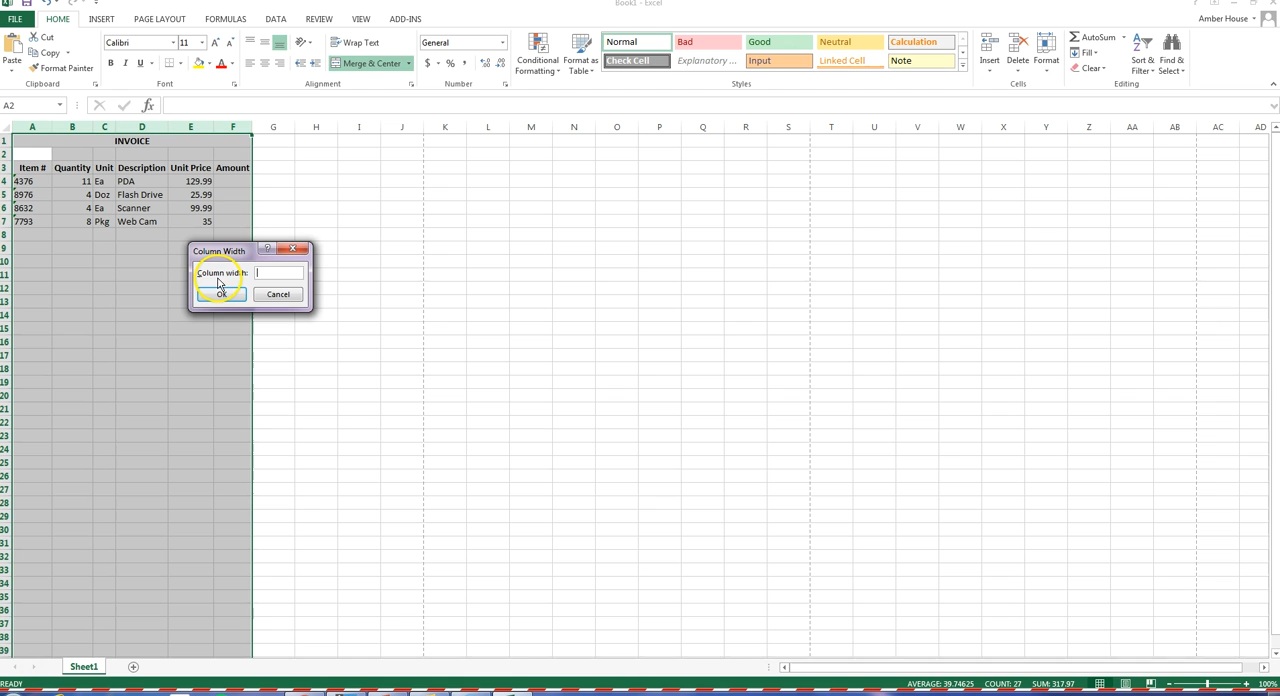 Book1 - Excel
FILE HOME INSERT PAGE LAYOUT FORMULAS DATA REVIEW VIEW ADD-INS Amber House
Cut
Copy
Format Painter
Paste
Clipboard
Calibri 11
B I U
Font
Wrap Text
Merge & Center
Alignment
General
$ % ,
Number
Conditional Formatting
Format as Table
Normal Bad Good Neutral Calculation
Check Cell Explanatory ... Input Linked Cell Note
Styles
Insert Delete Format
Cells
AutoSum
Fill
Clear
Sort & Filter
Find & Select
Editing
A2 fx
A B C D E F G H I J K L M N O P Q R S T U V W X Y Z AA AB AC AD
1 INVOICE
2
3 Item # Quantity Unit Description Unit Price Amount
4 4376 11 Ea PDA 129.99
5 8976 4 Doz Flash Drive 25.99
6 8632 4 Ea Scanner 99.99
7 7793 8 Pkg Web Cam 35
8
9
10
11
12
13
14
15
16
17
18
19
20
21
22
23
24
25
26
27
28
29
30
31
32
33
34
35
36
37
38
39
Column Width ?
Column width:
OK Cancel
Sheet1
READY AVERAGE: 39.74625 COUNT: 27 SUM: 317.97 100%